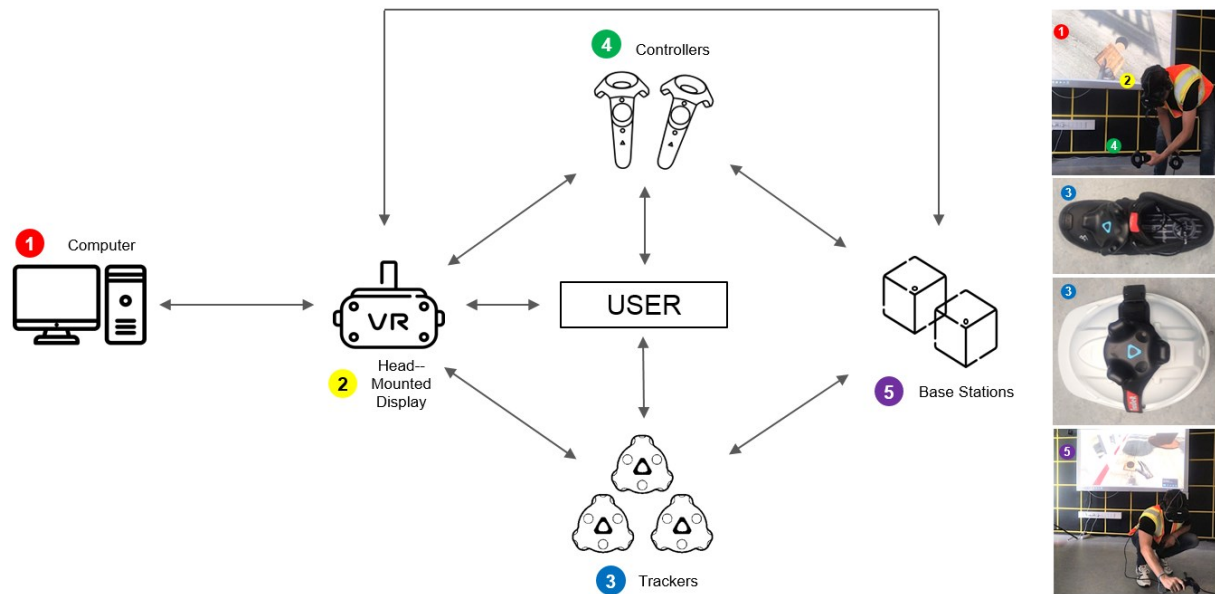 4 Controllers
1 Computer
VR
USER
2 Head--
Mounted
Display
5 Base Stations
3 Trackers
1
2
4
3
3
5